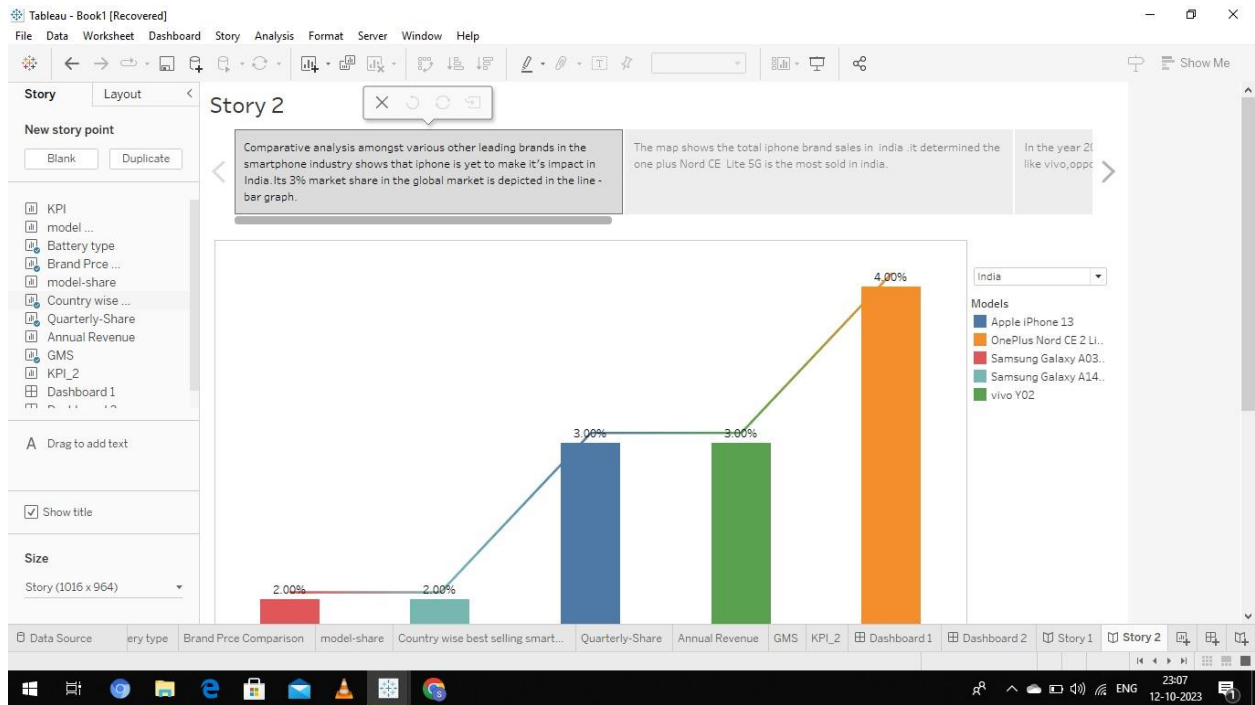 Tableau - Book1 [Recovered]
File Data Worksheet Dashboard Story Analysis Format Server Window Help
Show Me
Story Layout
New story point
Blank Duplicate
KPI
model ...
Battery type
Brand Prce ...
model-share
Country wise ...
Quarterly-Share
Annual Revenue
GMS
KPI_2
Dashboard 1
A Drag to add text
Show title
Size
Story (1016 x 964)
Story 2
Comparative analysis amongst various other leading brands in the
smartphone industry shows that iphone is yet to make it's impact in
India.Its 3% market share in the global market is depicted in the line -
bar graph.
The map shows the total iphone brand sales in india .it determined the
one plus Nord CE Lite 5G is the most sold in india.
In the year 20
like vivo,oppo
4.00%
3.00%
3.00%
2.00%
2.00%
India
Models
Apple iPhone 13
OnePlus Nord CE 2 Li..
Samsung Galaxy A03..
Samsung Galaxy A14..
vivo Y02
Data Source ery type Brand Prce Comparison model-share Country wise best selling smart... Quarterly-Share Annual Revenue GMS KPI_2 Dashboard 1 Dashboard 2 Story 1 Story 2
ENG
23:07
12-10-2023